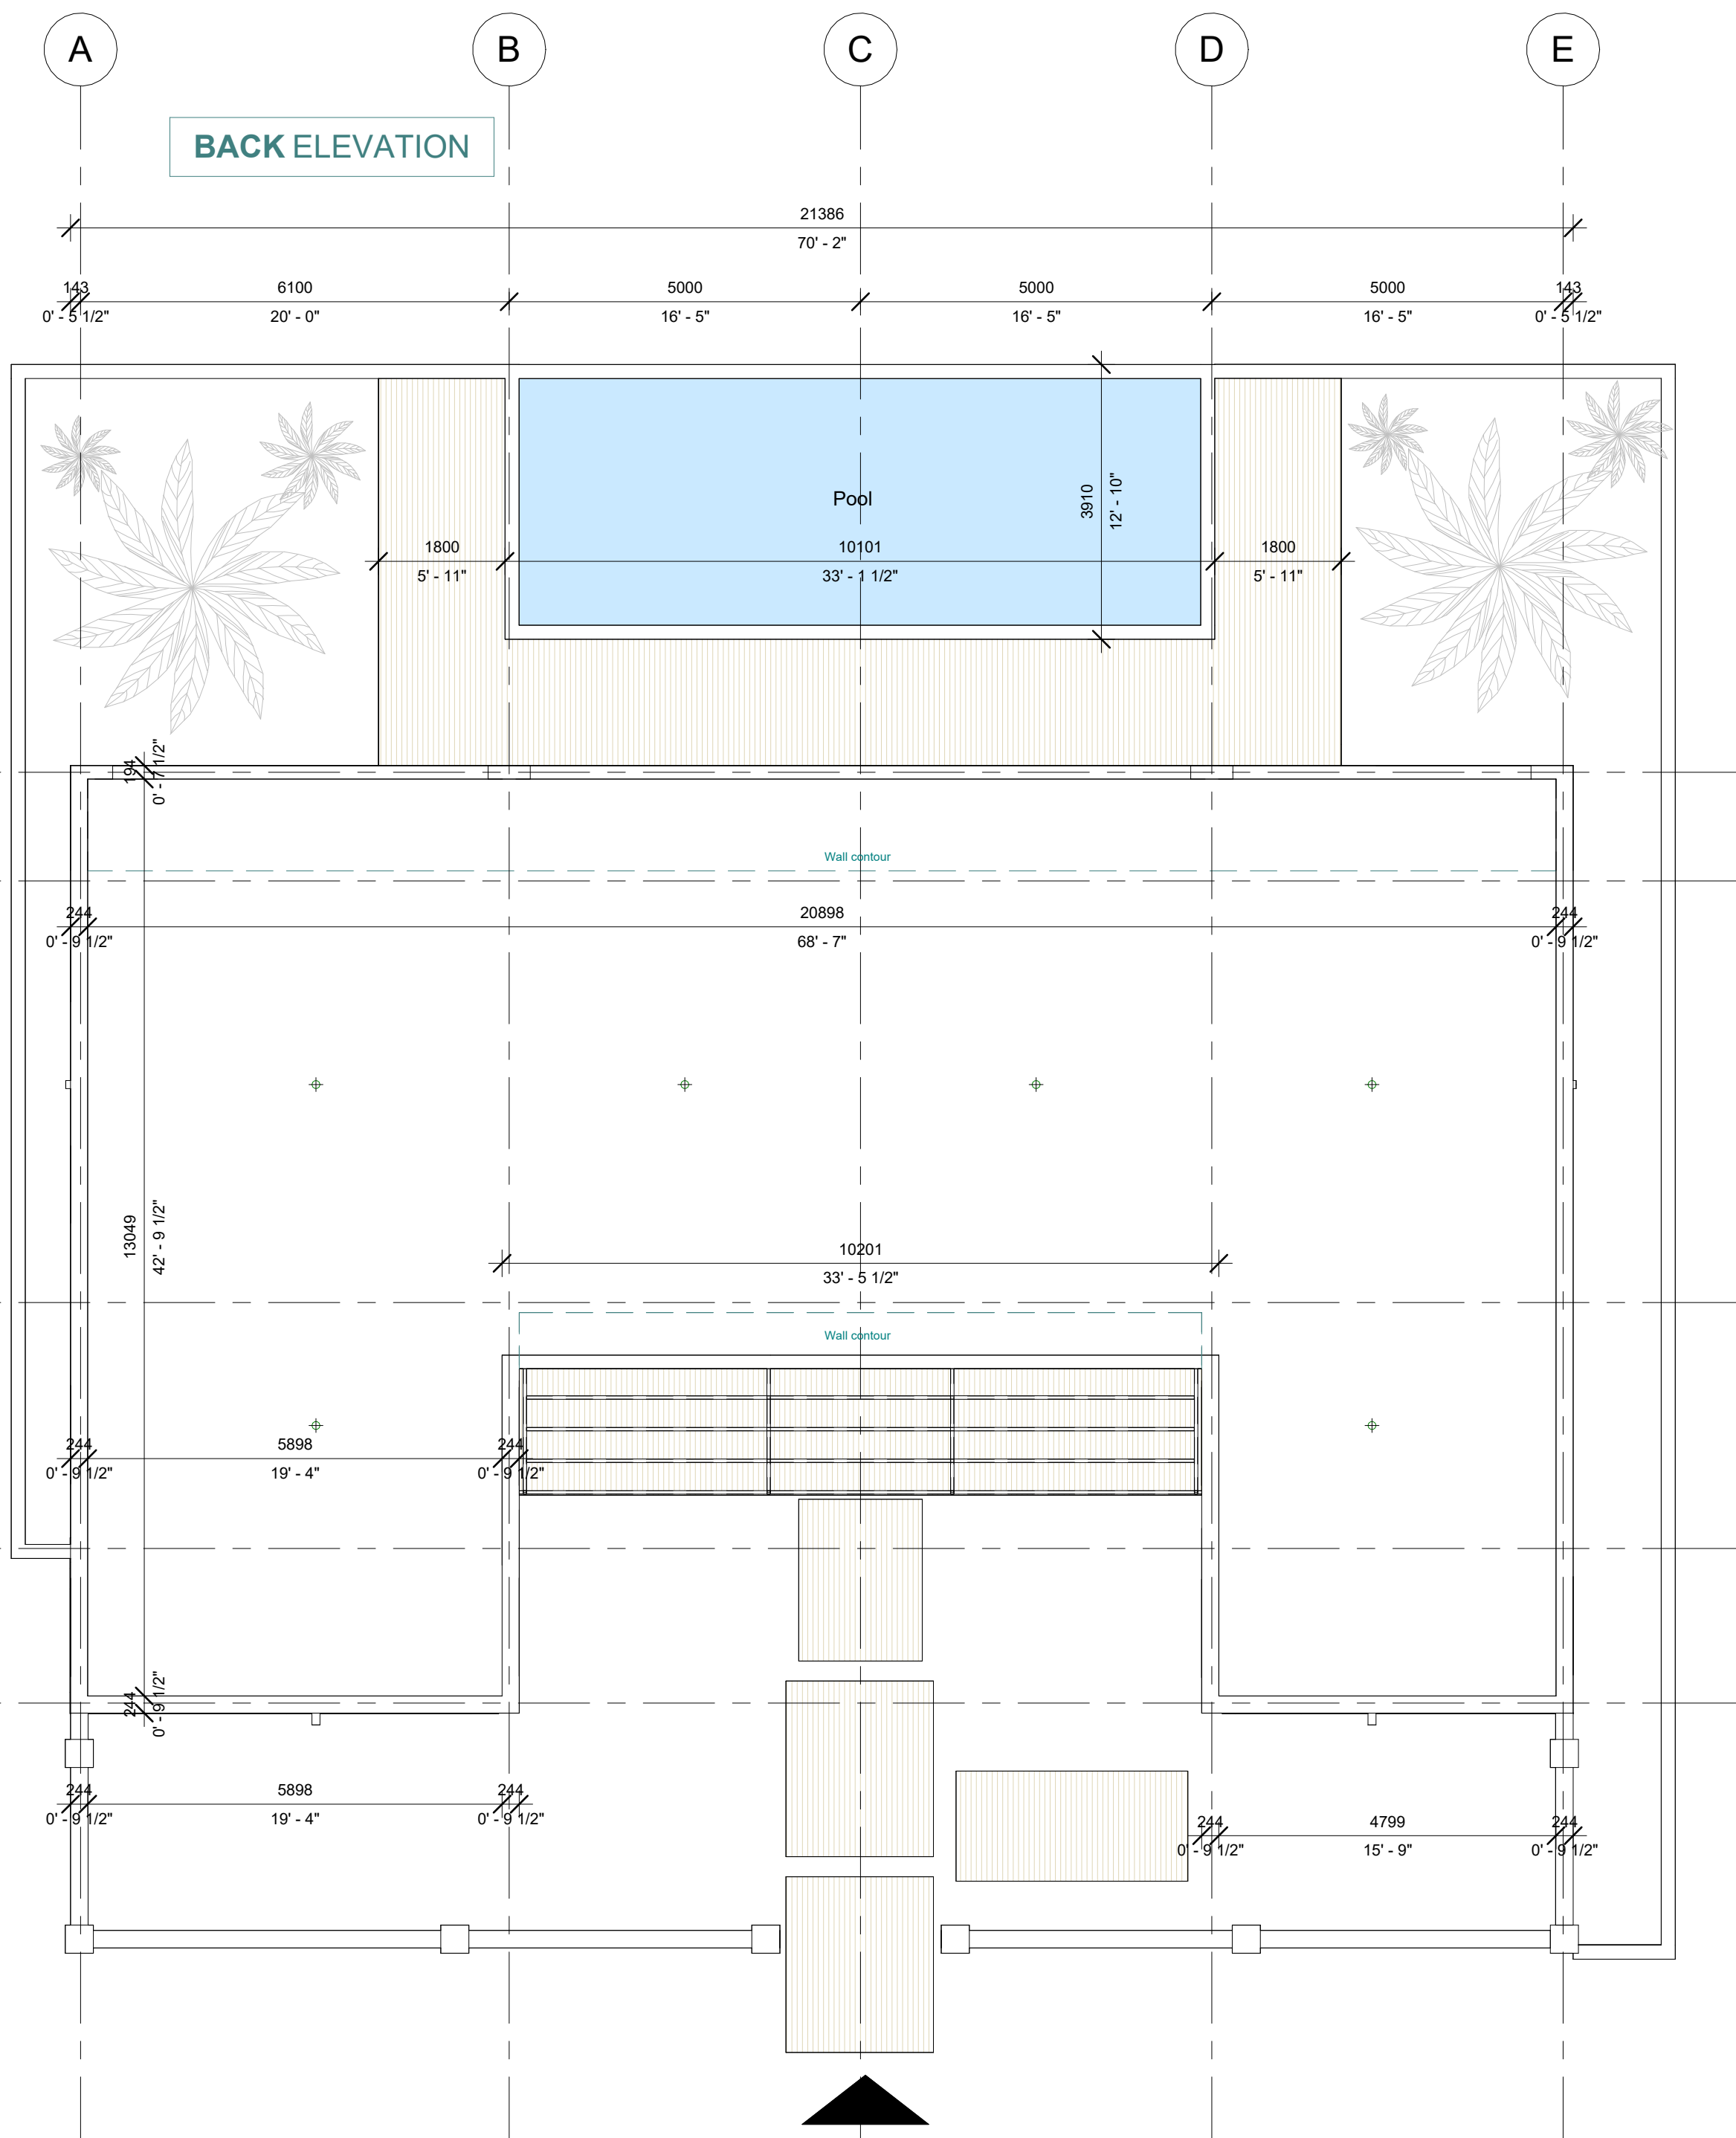 A
B
C
D
E
BACK ELEVATION
21386
70' - 2"
143
6100
5000
5000
5000
143
0' - 5 1/2"
20' - 0"
16' - 5"
16' - 5"
16' - 5"
0' - 5 1/2"
Pool
3910
12' - 10"
1800
10101
1800
5' - 11"
33' - 1 1/2"
5' - 11"
194
0' - 7 1/2"
Wall contour
244
20898
244
0' - 9 1/2"
68' - 7"
0' - 9 1/2"
13049
42' - 9 1/2"
10201
33' - 5 1/2"
Wall contour
244
5898
244
0' - 9 1/2"
19' - 4"
0' - 9 1/2"
244
0' - 9 1/2"
244
5898
244
0' - 9 1/2"
19' - 4"
0' - 9 1/2"
244
4799
244
0' - 9 1/2"
15' - 9"
0' - 9 1/2"